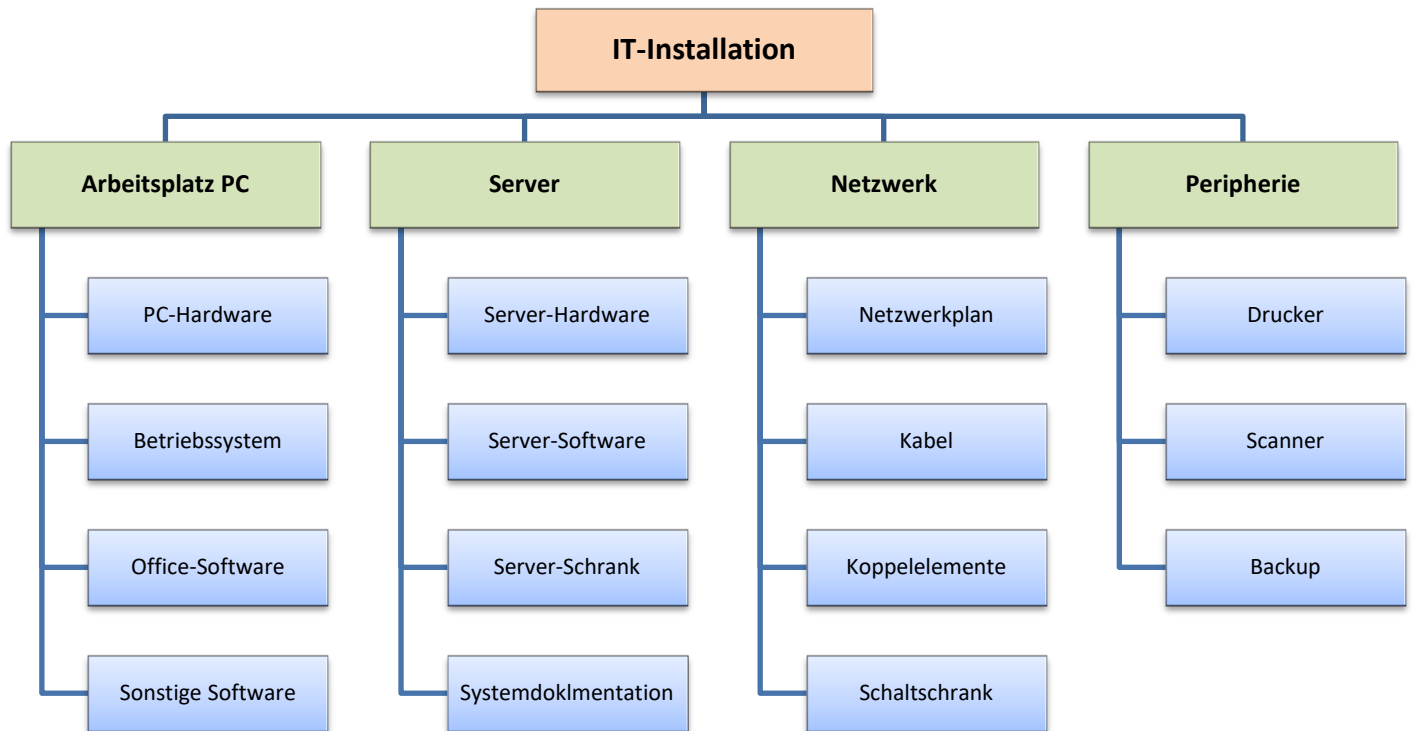 IT-Installation
Arbeitsplatz PC
Server
Netzwerk
Peripherie
PC-Hardware
Server-Hardware
Netzwerkplan
Drucker
Betriebssystem
Server-Software
Kabel
Scanner
Office-Software
Server-Schrank
Koppelelemente
Backup
Sonstige Software
Systemdoklmentation
Schaltschrank